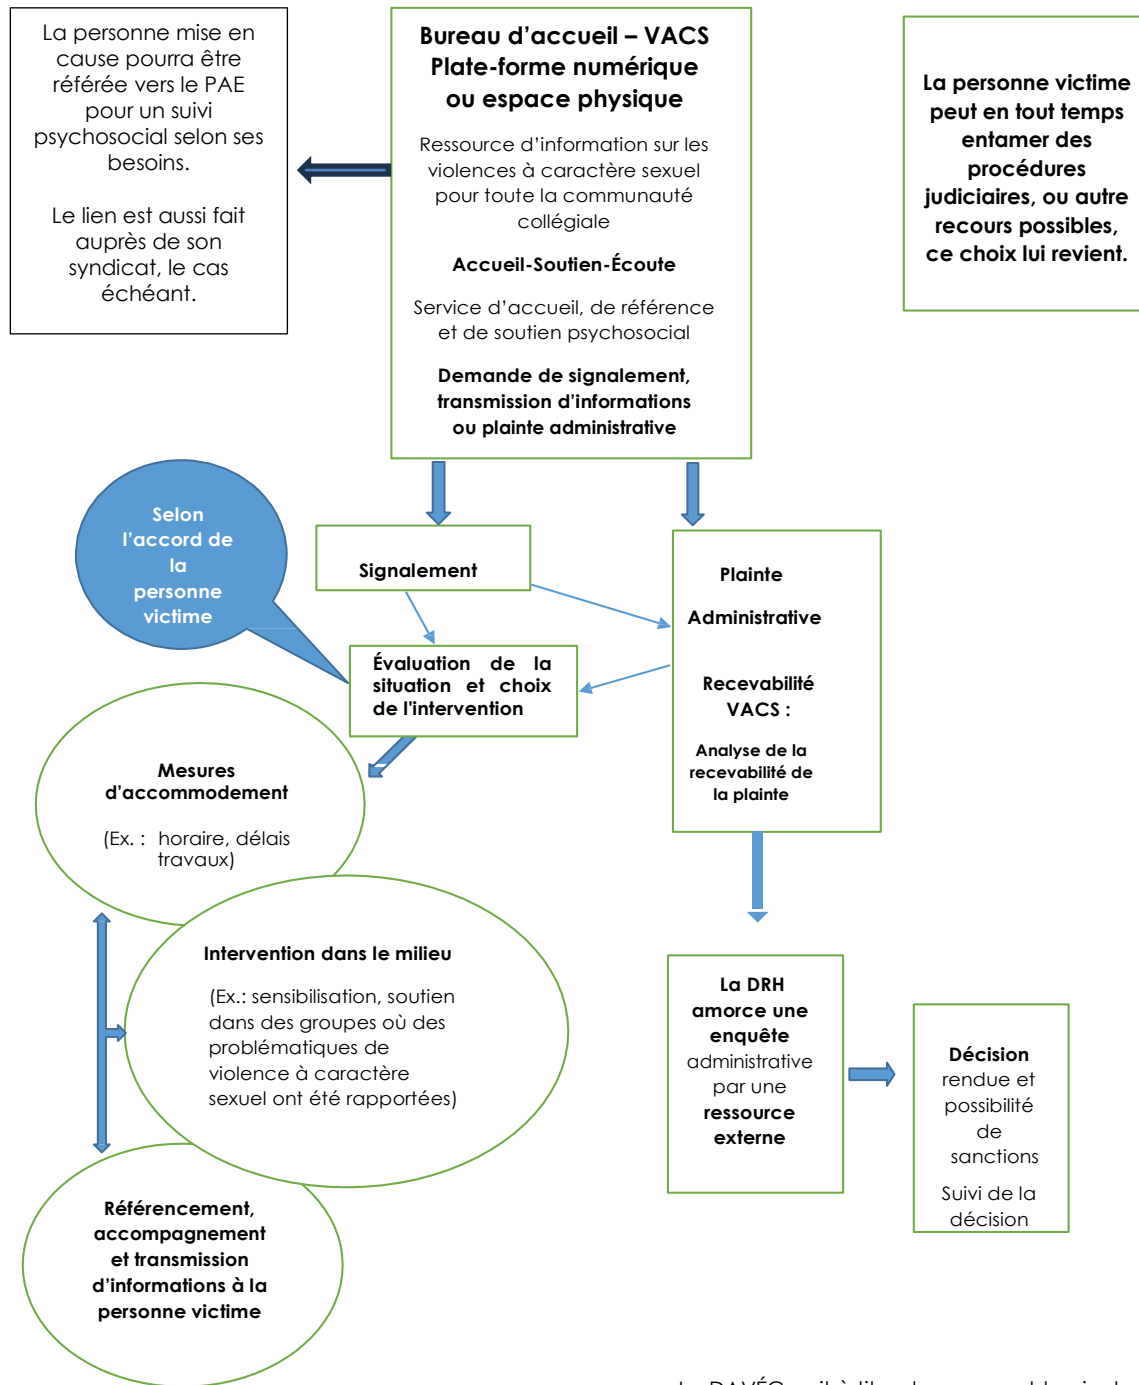 La personne mise en
cause pourra être
référée vers le PAE
pour un suivi
psychosocial selon ses
besoins.
Le lien est aussi fait
auprès de son
syndicat, le cas
échéant.
Bureau d'accueil – VACS
Plate-forme numérique
ou espace physique
Ressource d'information sur les
violences à caractère sexuel
pour toute la communauté
collégiale
Accueil-Soutien-Écoute
Service d'accueil, de référence
et de soutien psychosocial
Demande de signalement,
transmission d'informations
ou plainte administrative
La personne victime
peut en tout temps
entamer des
procédures
judiciaires, ou autre
recours possibles,
ce choix lui revient.
Selon
l'accord de
la
personne
victime
Signalement
Évaluation de la
situation et choix
de l'intervention
Plainte
Administrative
Recevabilité
VACS :
Analyse de la
recevabilité de
la plainte
Mesures
d'accommodement
(Ex. : horaire, délais
travaux)
Intervention dans le milieu
(Ex.: sensibilisation, soutien
dans des groupes où des
problématiques de
violence à caractère
sexuel ont été rapportées)
Référencement,
accompagnement
et transmission
d'informations à la
personne victime
La DRH
amorce une
enquête
administrative
par une
ressource
externe
Décision
rendue et
possibilité
de
sanctions
Suivi de la
décision